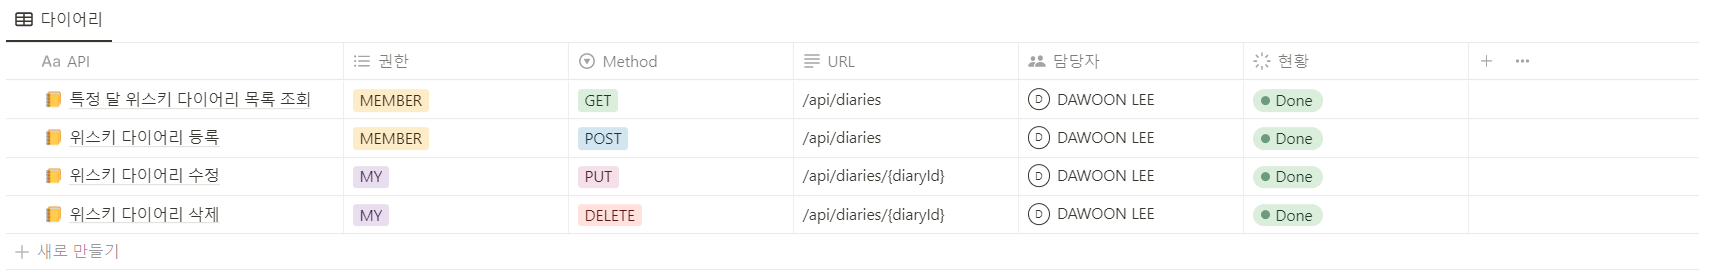 다이어리
Aa API 권한 Method URL 담당자 현황
특정 달 위스키 다이어리 목록 조회 MEMBER GET /api/diaries D DAWOON LEE Done
위스키 다이어리 등록 MEMBER POST /api/diaries D DAWOON LEE Done
위스키 다이어리 수정 MY PUT /api/diaries/{diaryId} D DAWOON LEE Done
위스키 다이어리 삭제 MY DELETE /api/diaries/{diaryId} D DAWOON LEE Done
새로 만들기